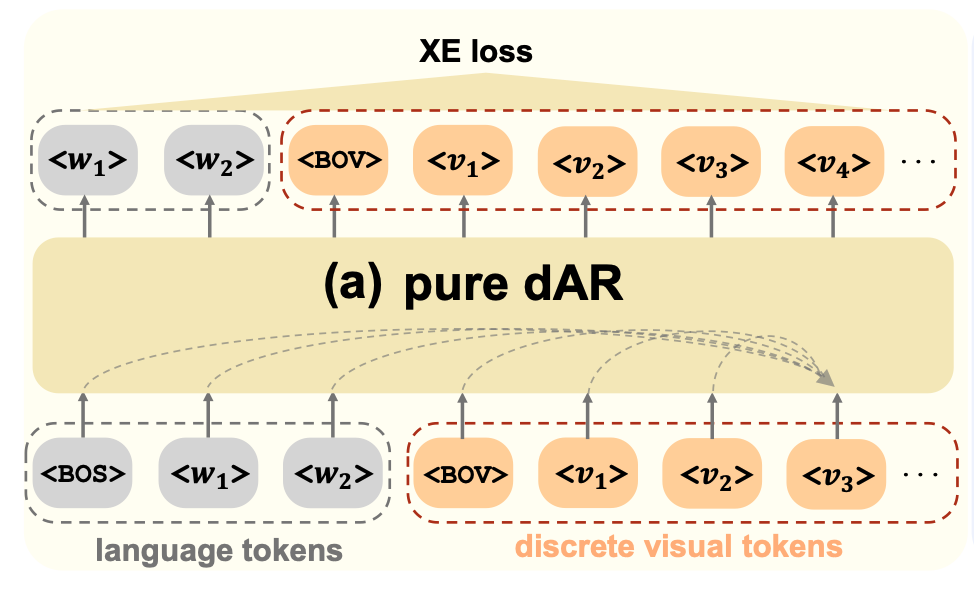 XE loss
<w₁> <w₂> <BOV> <v₁> <v₂> <v₃> <v₄> ···
(a) pure dAR
<BOS> <w₁> <w₂> <BOV> <v₁> <v₂> <v₃> ···
language tokens discrete visual tokens